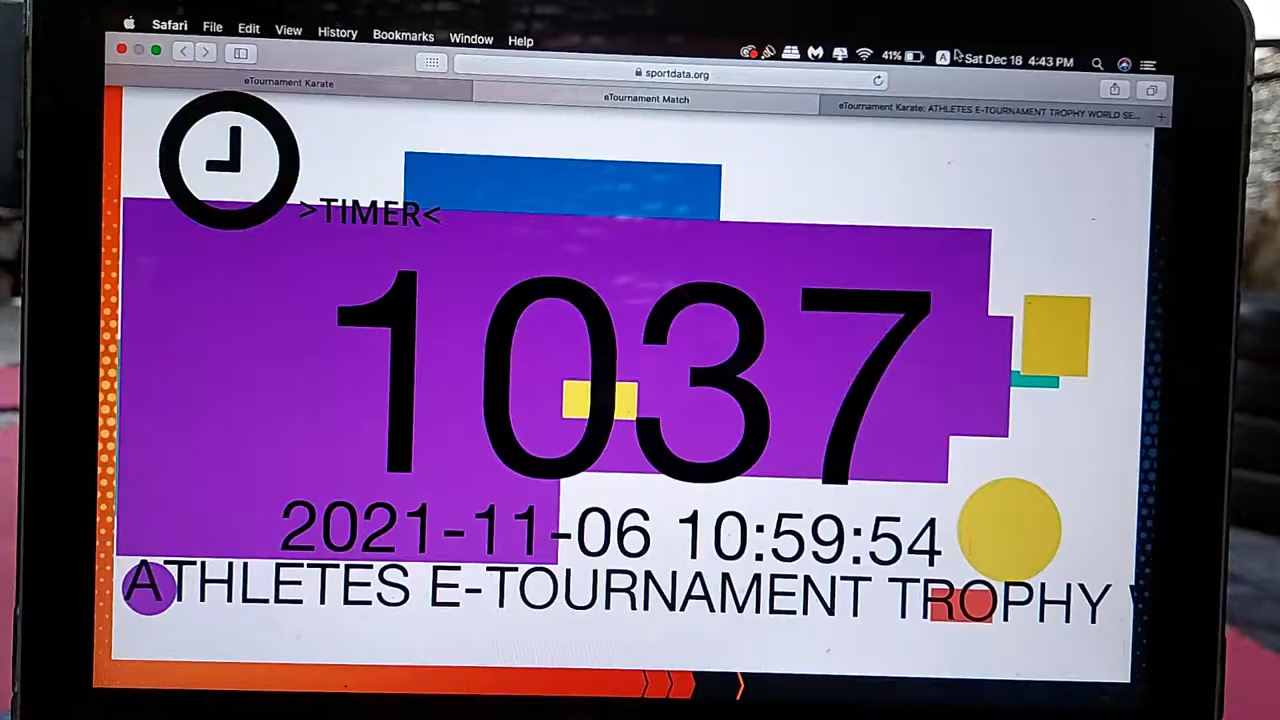 Safari File Edit View History Bookmarks Window Help 41% A Sat Dec 18 4:43 PM
sportdata.org
eTournament Karate eTournament Match eTournament Karate: ATHLETES E-TOURNAMENT TROPHY WORLD SE...
>TIMER<
1037
2021-11-06 10:59:54
ATHLETES E-TOURNAMENT TROPHY